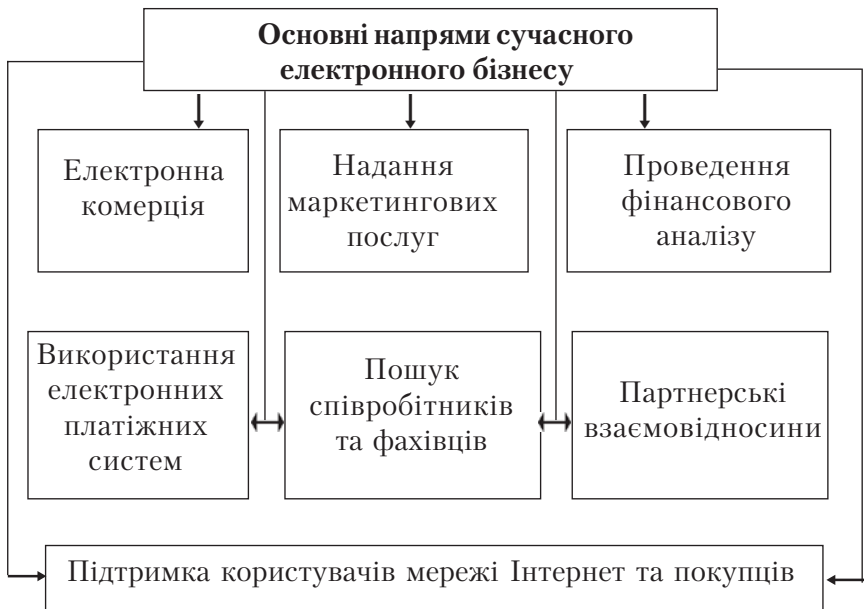 Основні напрями сучасного
електронного бізнесу
Електронна
комерція
Надання
маркетингових
послуг
Проведення
фінансового
аналізу
Використання
електронних
платіжних
систем
Пошук
співробітників
та фахівців
Партнерські
взаємовідносини
Підтримка користувачів мережі Інтернет та покупців